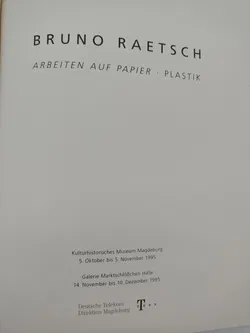 BRUNO RAETSCH
ARBEITEN AUF PAPIER · PLASTIK
Kulturhistorisches Museum Magdeburg
5. Oktober bis 5. November 1995
Galerie Marktschlößchen Halle
14. November bis 10. Dezember 1995
Deutsche Telekom
Direktion Magdeburg
T